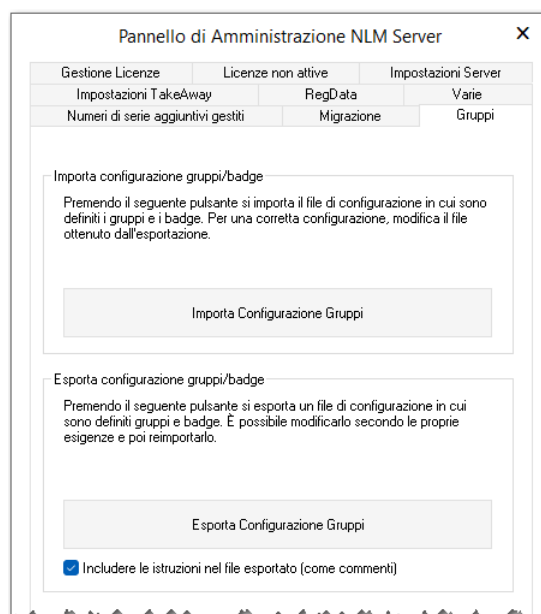 Pannello di Amministrazione NLM Server
Gestione Licenze
Licenze non attive
Impostazioni Server
Impostazioni TakeAway
RegData
Varie
Numeri di serie aggiuntivi gestiti
Migrazione
Gruppi
Importa configurazione gruppi/badge
Premendo il seguente pulsante si importa il file di configurazione in cui sono
definiti i gruppi e i badge. Per una corretta configurazione, modifica il file
ottenuto dall'esportazione.
Importa Configurazione Gruppi
Esporta configurazione gruppi/badge
Premendo il seguente pulsante si esporta un file di configurazione in cui
sono definiti gruppi e badge. È possibile modificarlo secondo le proprie
esigenze e poi reimportarlo.
Esporta Configurazione Gruppi
Includere le istruzioni nel file esportato (come commenti)